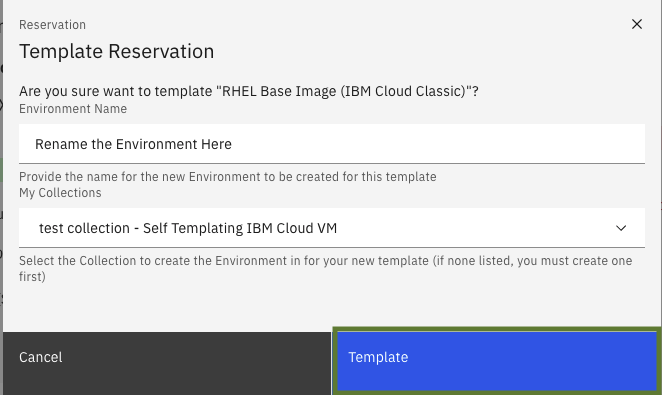 Reservation
Template Reservation
Are you sure want to template "RHEL Base Image (IBM Cloud Classic)"?
Environment Name
Rename the Environment Here
Provide the name for the new Environment to be created for this template
My Collections
test collection - Self Templating IBM Cloud VM
Select the Collection to create the Environment in for your new template (if none listed, you must create one
first)
Cancel
Template